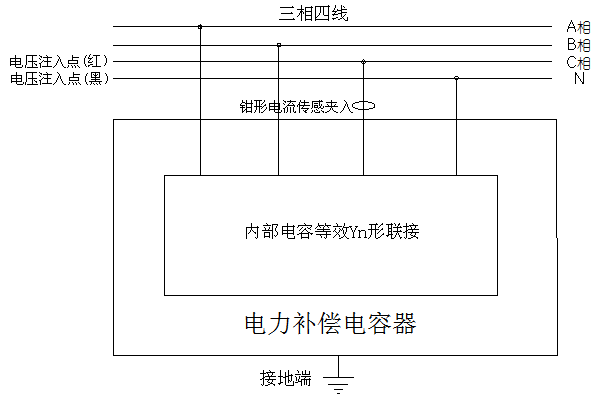 三相四线
A相
B相
电压注入点(红) C相
电压注入点(黑) N
钳形电流传感夹入
内部电容等效Yn形联接
电力补偿电容器
接地端